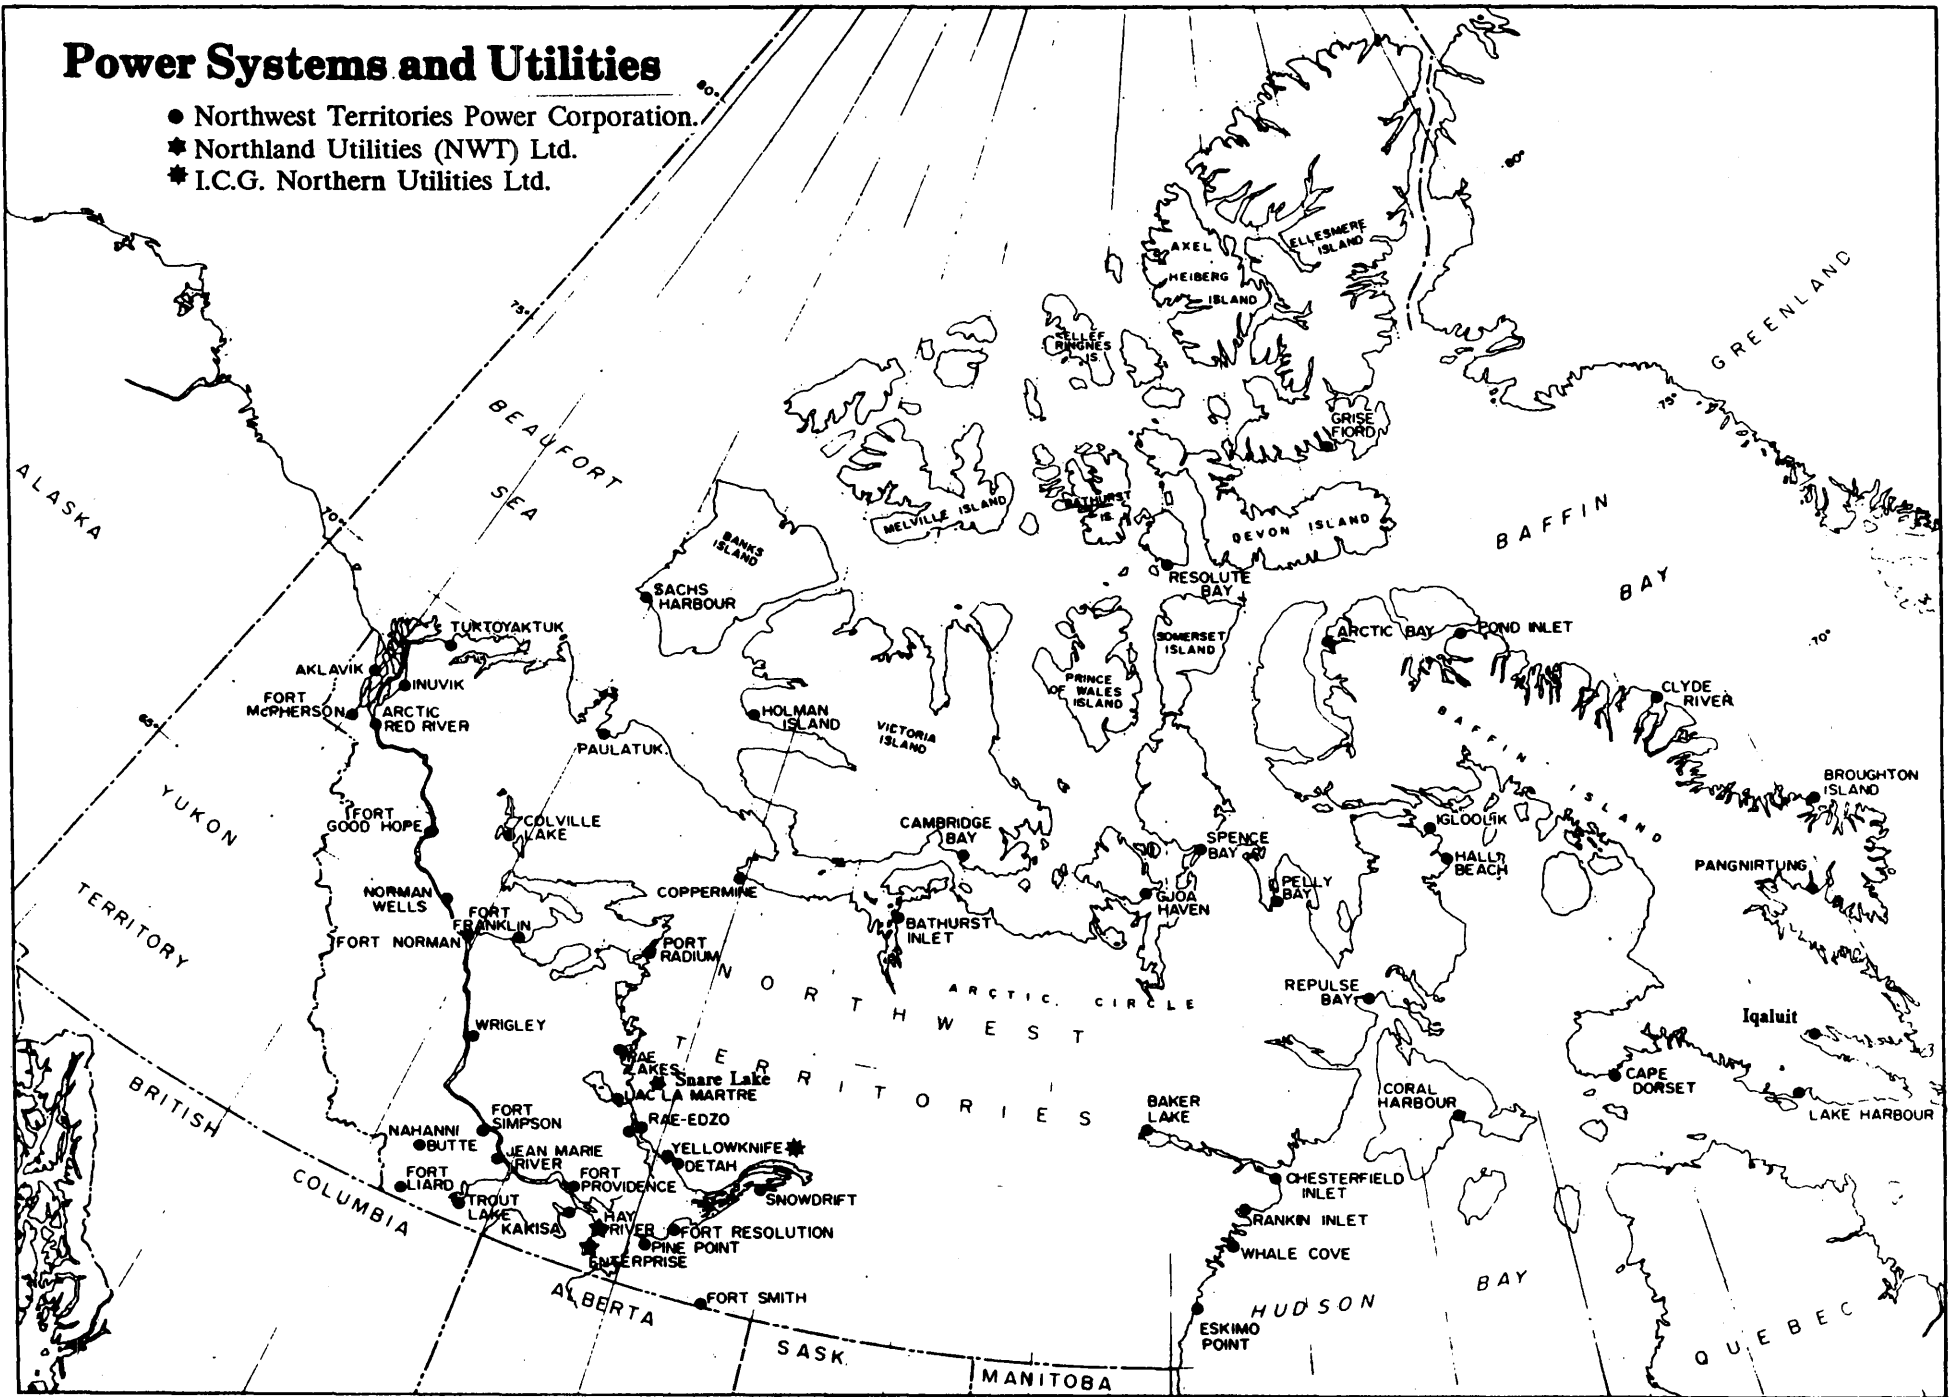 Power Systems and Utilities
Northwest Territories Power Corporation.
Northland Utilities (NWT) Ltd.
I.C.G. Northern Utilities Ltd.
80°
80°
75°
75°
70°
70°
65°
ALASKA
BEAUFORT
SEA
YUKON
TERRITORY
BRITISH
COLUMBIA
ALBERTA
SASK.
MANITOBA
QUEBEC
HUDSON
BAY
GREENLAND
BAFFIN
BAY
BAFFIN ISLAND
NORTHWEST
TERRITORIES
ARCTIC CIRCLE
AXEL
HEIBERG
ISLAND
ELLESMERE
ISLAND
ELLEF
RINGNES
IS.
GRISE
FIORD
MELVILLE ISLAND
BATHURST
IS.
DEVON ISLAND
BANKS
ISLAND
SACHS
HARBOUR
RESOLUTE
BAY
SOMERSET
ISLAND
PRINCE
OF WALES
ISLAND
VICTORIA
ISLAND
HOLMAN
ISLAND
ARCTIC BAY
POND INLET
CLYDE
RIVER
BROUGHTON
ISLAND
PANGNIRTUNG
Iqaluit
LAKE HARBOUR
CAPE
DORSET
IGLOOLIK
HALL
BEACH
TUKTOYAKTUK
AKLAVIK
INUVIK
FORT
McPHERSON
ARCTIC
RED RIVER
PAULATUK
FORT
GOOD HOPE
COLVILLE
LAKE
NORMAN
WELLS
FORT
FRANKLIN
FORT NORMAN
COPPERMINE
CAMBRIDGE
BAY
BATHURST
INLET
SPENCE
BAY
GJOA
HAVEN
PELLY
BAY
PORT
RADIUM
REPULSE
BAY
WRIGLEY
RAE
LAKES
Snare Lake
LAC LA MARTRE
RAE-EDZO
YELLOWKNIFE
DETAH
SNOWDRIFT
FORT
SIMPSON
NAHANNI
BUTTE
JEAN MARIE
RIVER
FORT
LIARD
TROUT
LAKE
FORT
PROVIDENCE
KAKISA
HAY
RIVER
ENTERPRISE
FORT RESOLUTION
PINE POINT
FORT SMITH
BAKER
LAKE
CORAL
HARBOUR
CHESTERFIELD
INLET
RANKIN INLET
WHALE COVE
ESKIMO
POINT